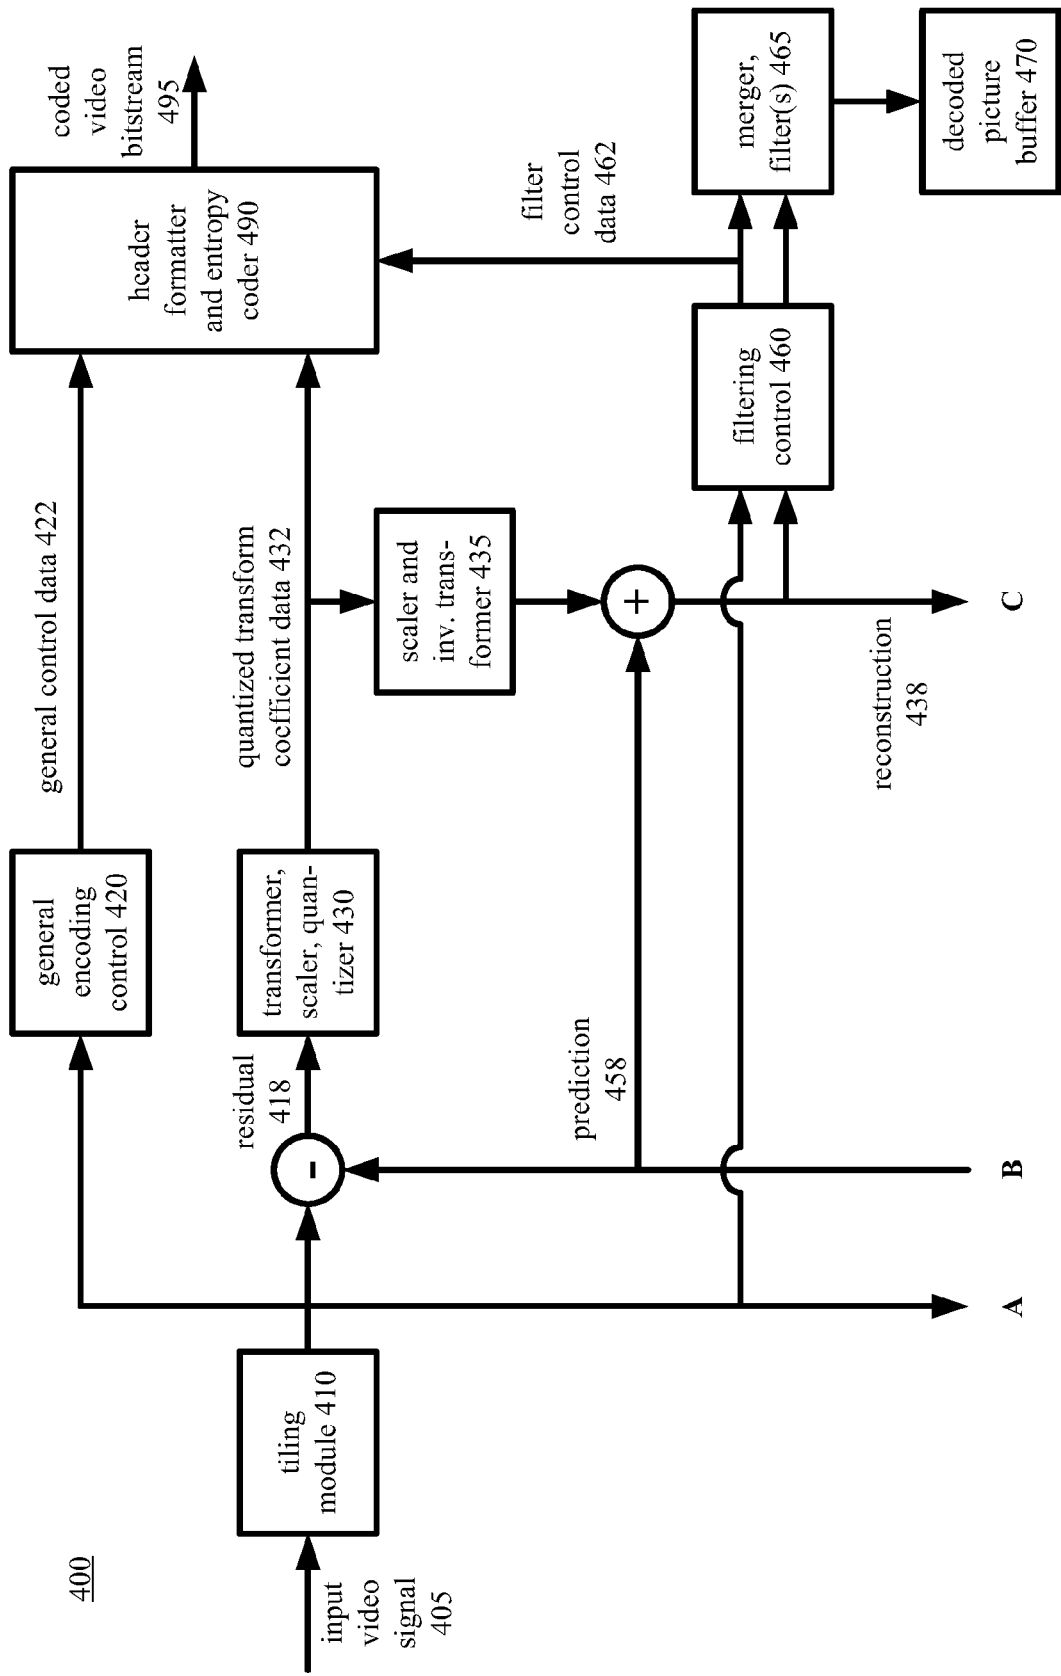 400
input
video
signal
405
tiling
module 410
general
encoding
control 420
general control data 422
header
formatter
and entropy
coder 490
coded
video
bitstream
495
residual
418
-
transformer,
scaler, quan-
tizer 430
quantized transform
coefficient data 432
scaler and
inv. trans-
former 435
filter
control
data 462
prediction
458
+
filtering
control 460
merger,
filter(s) 465
decoded
picture
buffer 470
reconstruction
438
A
B
C